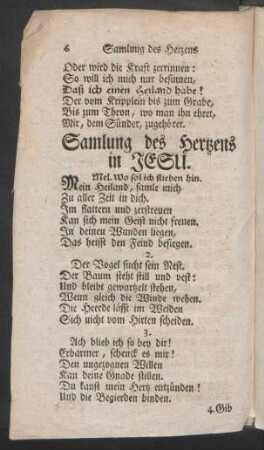 6 Samlung des Hertzens
Oder wird die Kraft zerrinnen:
So will ich mich nur besinnen,
Daß ich einen Heiland habe!
Der vom Kripplein bis zum Grabe,
Bis zum Thron, wo man ihn ehret,
Mir, dem Sünder, zugehöret.
Samlung des Hertzens
in JESU.
Mel. Wo sol ich fliehen hin.
Mein Heiland, samle mich
Zu aller Zeit in dich.
Im flattern und zerstreuen
Kan sich mein Geist nicht freuen.
In deinen Wunden liegen,
Das heisst den Feind besiegen.
2.
Der Vogel sucht sein Nest.
Der Baum steht still und vest:
Und bleibt gewurtzelt stehen,
Wenn gleich die Winde wehen.
Die Heerde läßt im Weiden
Sich nicht vom Hirten scheiden.
3.
Ach blieb ich so bey dir!
Erbarmer, schenck es mir!
Den ungezognen Willen
Kan deine Gnade stillen.
Du kanst mein Hertz entzünden!
Und die Begierden binden.
4. Gib